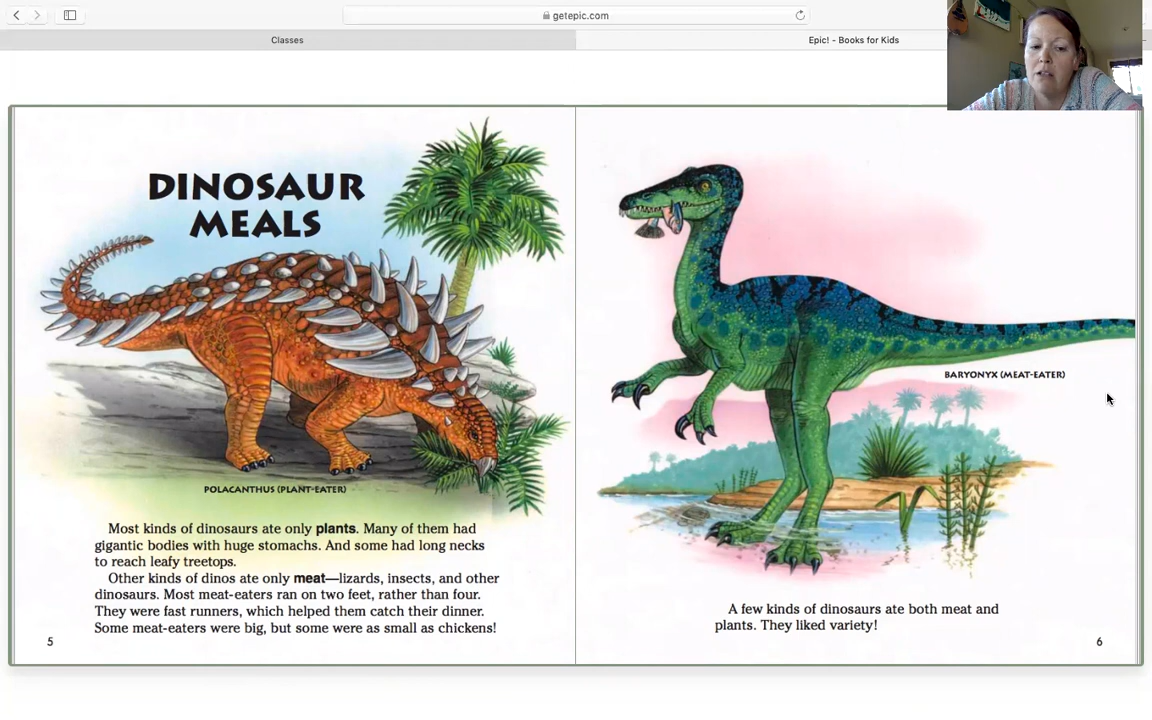 getepic.com
Classes
Epic! - Books for Kids
DINOSAUR
MEALS
POLACANTHUS (PLANT-EATER)
Most kinds of dinosaurs ate only plants. Many of them had
gigantic bodies with huge stomachs. And some had long necks
to reach leafy treetops.
Other kinds of dinos ate only meat—lizards, insects, and other
dinosaurs. Most meat-eaters ran on two feet, rather than four.
They were fast runners, which helped them catch their dinner.
Some meat-eaters were big, but some were as small as chickens!
5
BARYONYX (MEAT-EATER)
A few kinds of dinosaurs ate both meat and
plants. They liked variety!
6